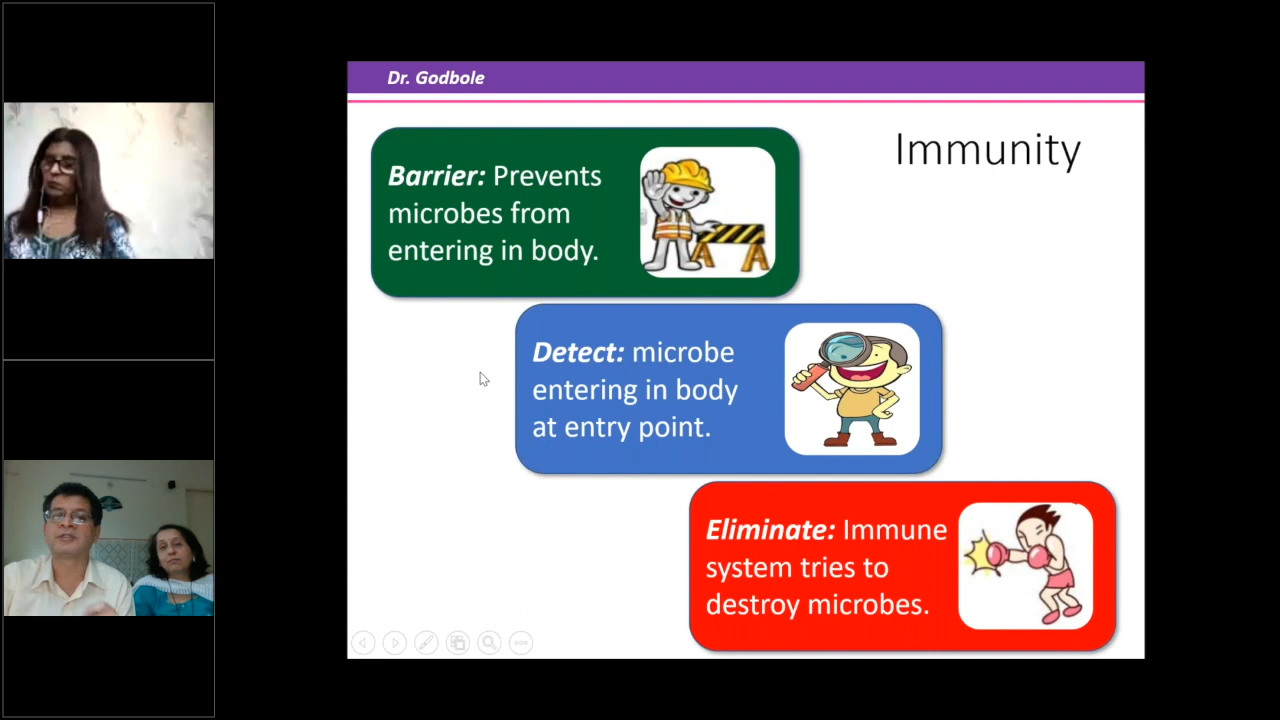 Dr. Godbole
Immunity
Barrier: Prevents
microbes from
entering in body.
Detect: microbe
entering in body
at entry point.
Eliminate: Immune
system tries to
destroy microbes.